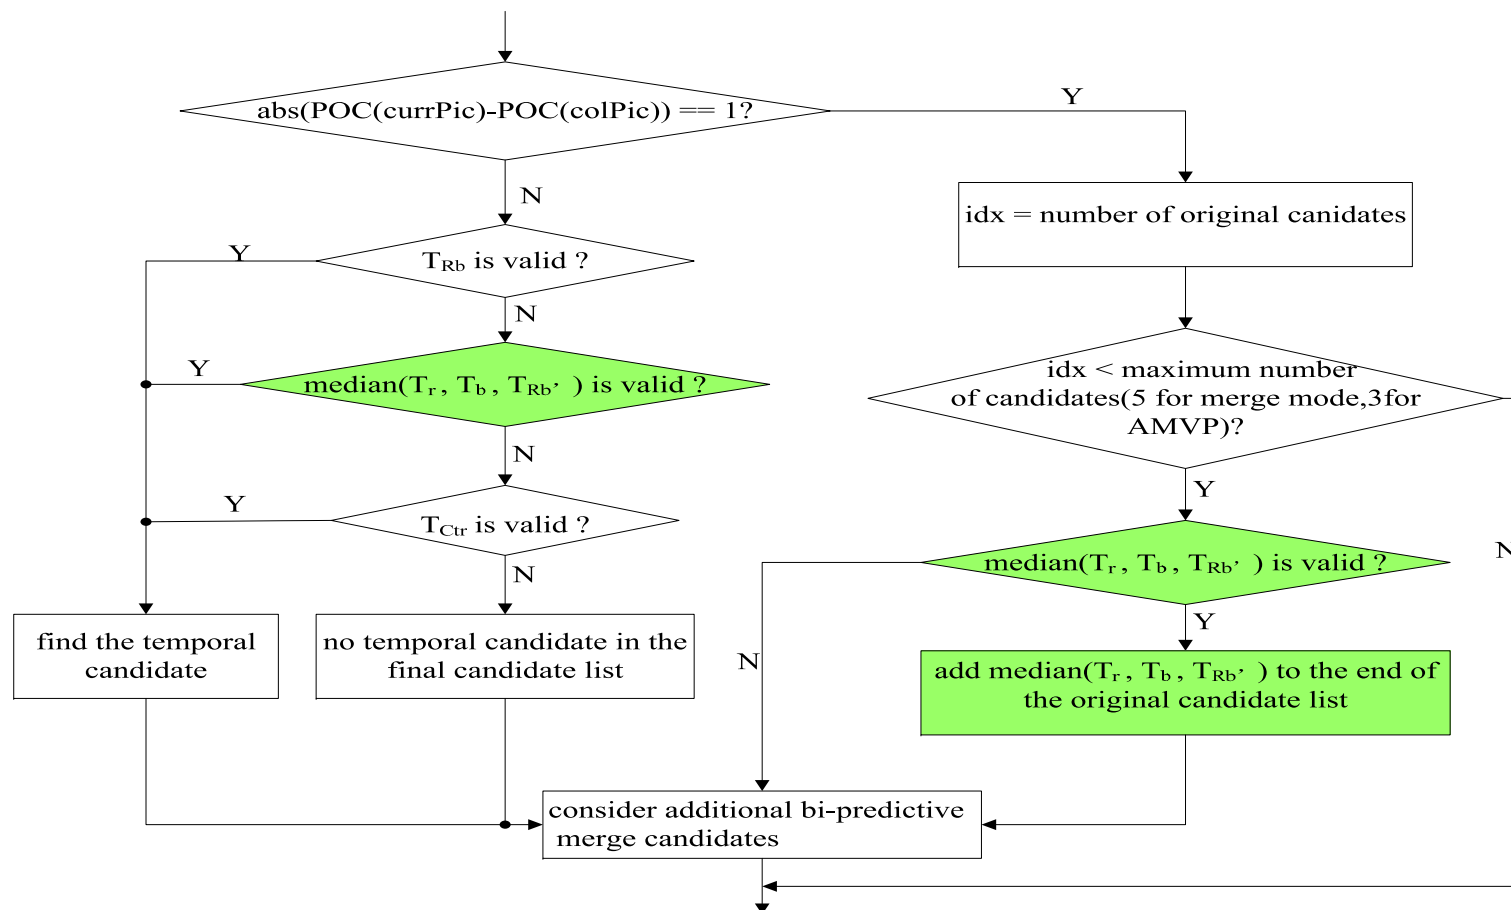 abs(POC(currPic)-POC(colPic)) == 1?
Y
N
idx = number of original canidates
T_Rb is valid ?
Y
N
median(T_r , T_b , T_Rb' ) is valid ?
Y
N
idx < maximum number
of candidates(5 for merge mode,3for
AMVP)?
Y
N
T_Ctr is valid ?
Y
N
median(T_r , T_b , T_Rb' ) is valid ?
Y
N
find the temporal
candidate
no temporal candidate in the
final candidate list
add median(T_r , T_b , T_Rb' ) to the end of
the original candidate list
consider additional bi-predictive
merge candidates